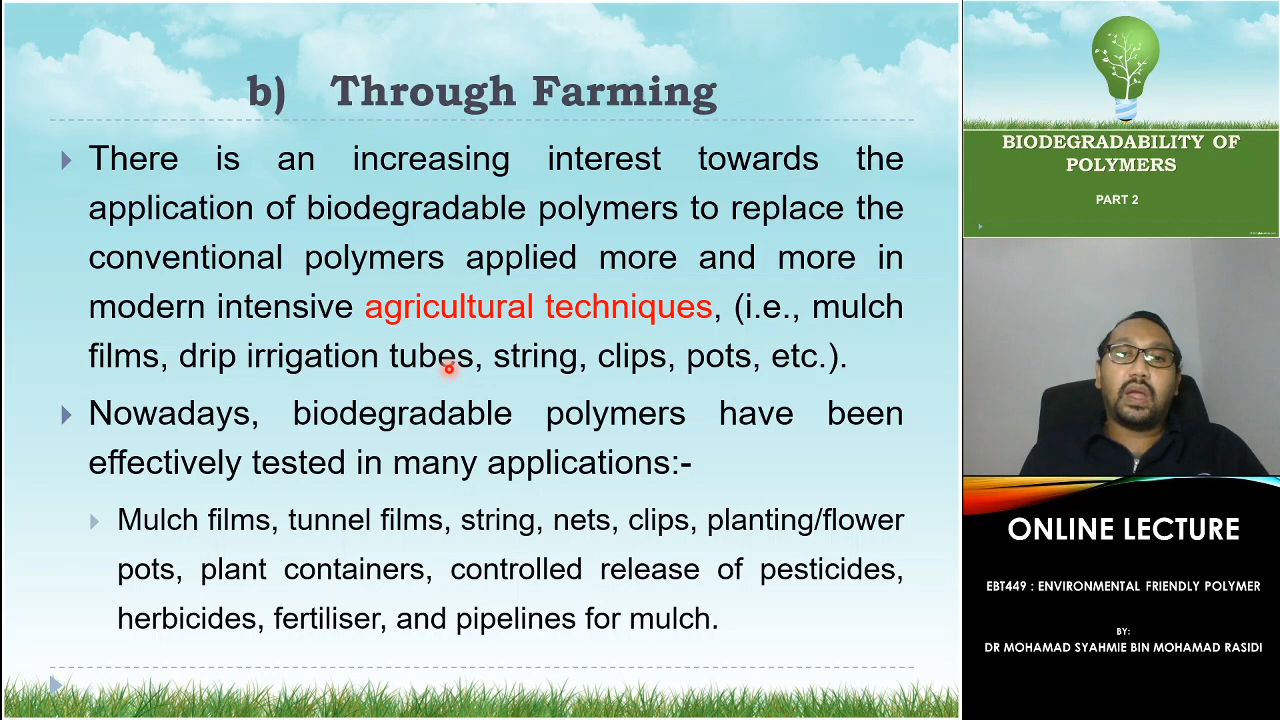 b) Through Farming
There is an increasing interest towards the
application of biodegradable polymers to replace the
conventional polymers applied more and more in
modern intensive agricultural techniques, (i.e., mulch
films, drip irrigation tubes, string, clips, pots, etc.).
Nowadays, biodegradable polymers have been
effectively tested in many applications:-
Mulch films, tunnel films, string, nets, clips, planting/flower
pots, plant containers, controlled release of pesticides,
herbicides, fertiliser, and pipelines for mulch.
BIODEGRADABILITY OF
POLYMERS
PART 2
ONLINE LECTURE
EBT449 : ENVIRONMENTAL FRIENDLY POLYMER
BY:
DR MOHAMAD SYAHMIE BIN MOHAMAD RASIDI